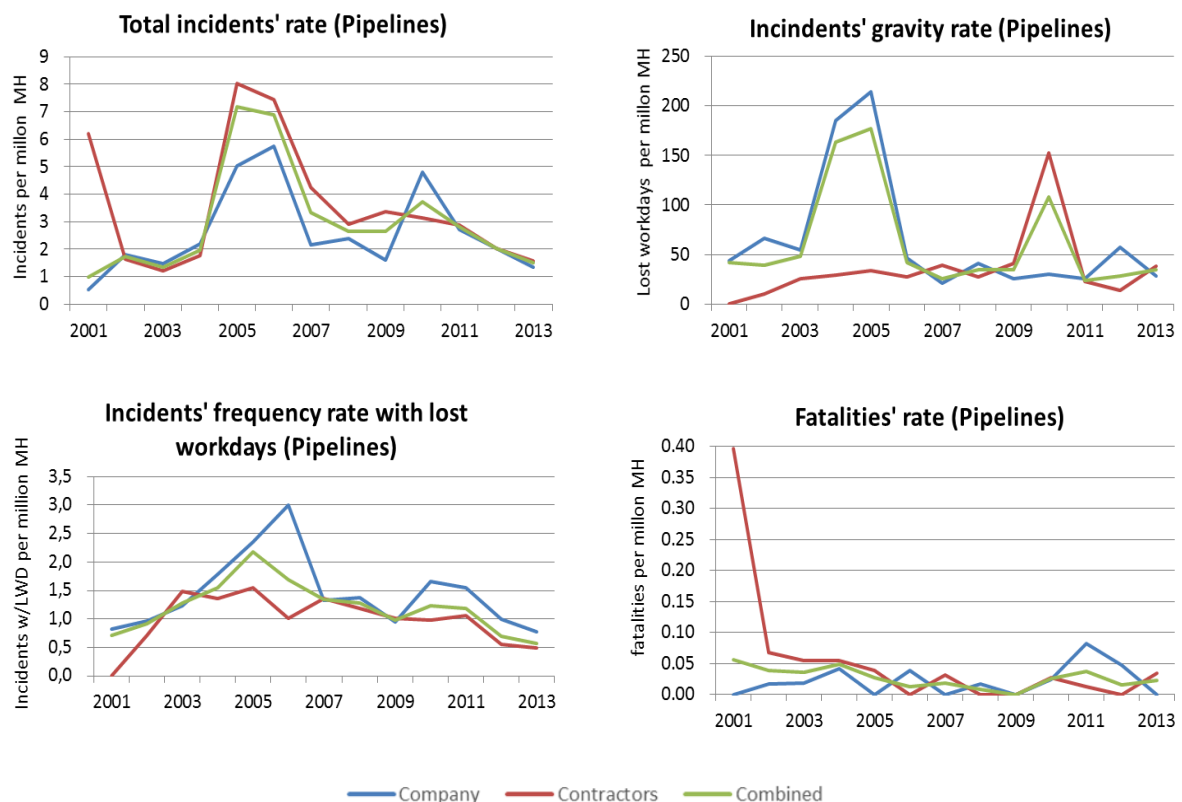 Total incidents' rate (Pipelines)
Incidents per millon MH
9
8
7
6
5
4
3
2
1
0
2001 2003 2005 2007 2009 2011 2013
Incindents' gravity rate (Pipelines)
Lost workdays per millon MH
250
200
150
100
50
0
2001 2003 2005 2007 2009 2011 2013
Incidents' frequency rate with lost
workdays (Pipelines)
Incidents w/LWD per million MH
3,5
3,0
2,5
2,0
1,5
1,0
0,5
0,0
2001 2003 2005 2007 2009 2011 2013
Fatalities' rate (Pipelines)
fatalities per millon MH
0.40
0.35
0.30
0.25
0.20
0.15
0.10
0.05
0.00
2001 2003 2005 2007 2009 2011 2013
Company Contractors Combined